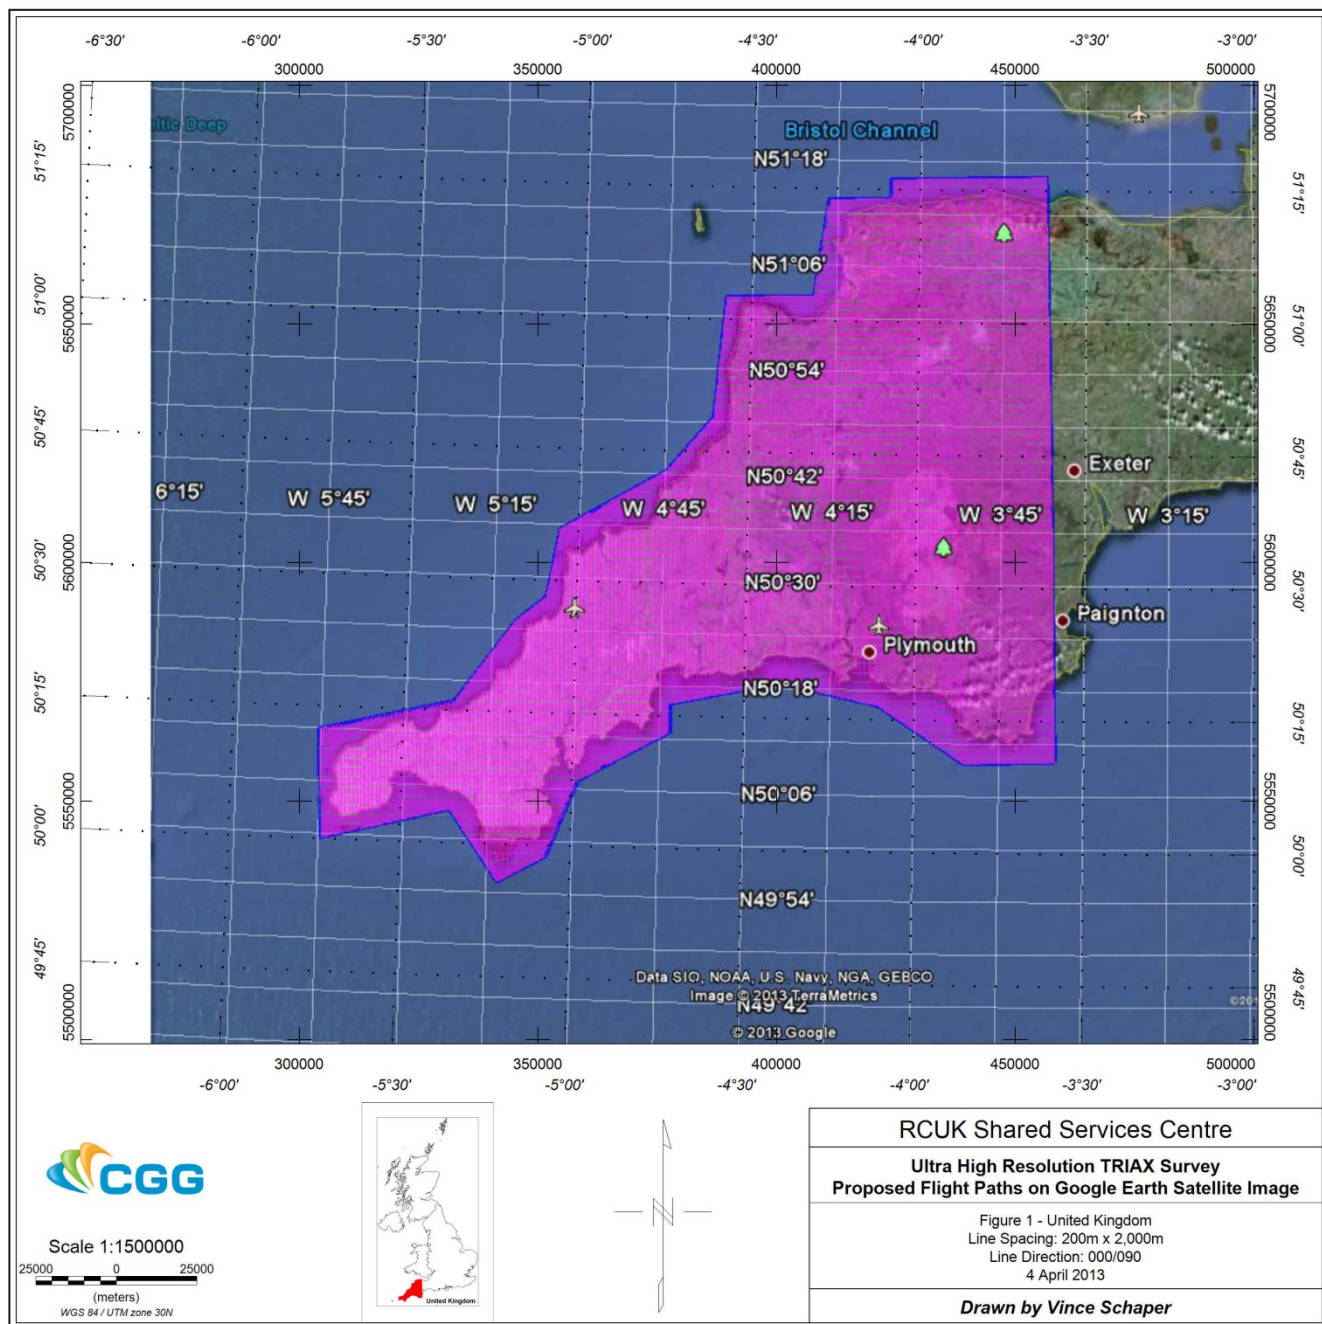 -6°30' -6°00' -5°30' -5°00' -4°30' -4°00' -3°30' -3°00'
300000 350000 400000 450000 500000
5700000
5700000
Bristol Channel
51°15'
N51°18'
51°15'
N51°06'
51°00'
5650000
5650000
51°00'
N50°54'
50°45'
50°45'
Exeter
N50°42'
6°15' W 5°45' W 5°15' W 4°45' W 4°15' W 3°45' W 3°15'
50°30'
5600000
5600000
N50°30'
50°30'
Paignton
Plymouth
50°15'
N50°18'
50°15'
5550000
N50°06'
5550000
50°00'
50°00'
N49°54'
49°45'
Data SIO, NOAA, U.S. Navy, NGA, GEBCO
49°45'
Image © 2013 TerraMetrics
N49°42'
5500000
5500000
© 2013 Google
300000 350000 400000 450000 500000
-6°00' -5°30' -5°00' -4°30' -4°00' -3°30' -3°00'
CGG
Scale 1:1500000
25000 0 25000
(meters)
WGS 84 / UTM zone 30N
United Kingdom
N
RCUK Shared Services Centre
Ultra High Resolution TRIAX Survey
Proposed Flight Paths on Google Earth Satellite Image
Figure 1 - United Kingdom
Line Spacing: 200m x 2,000m
Line Direction: 000/090
4 April 2013
Drawn by Vince Schaper